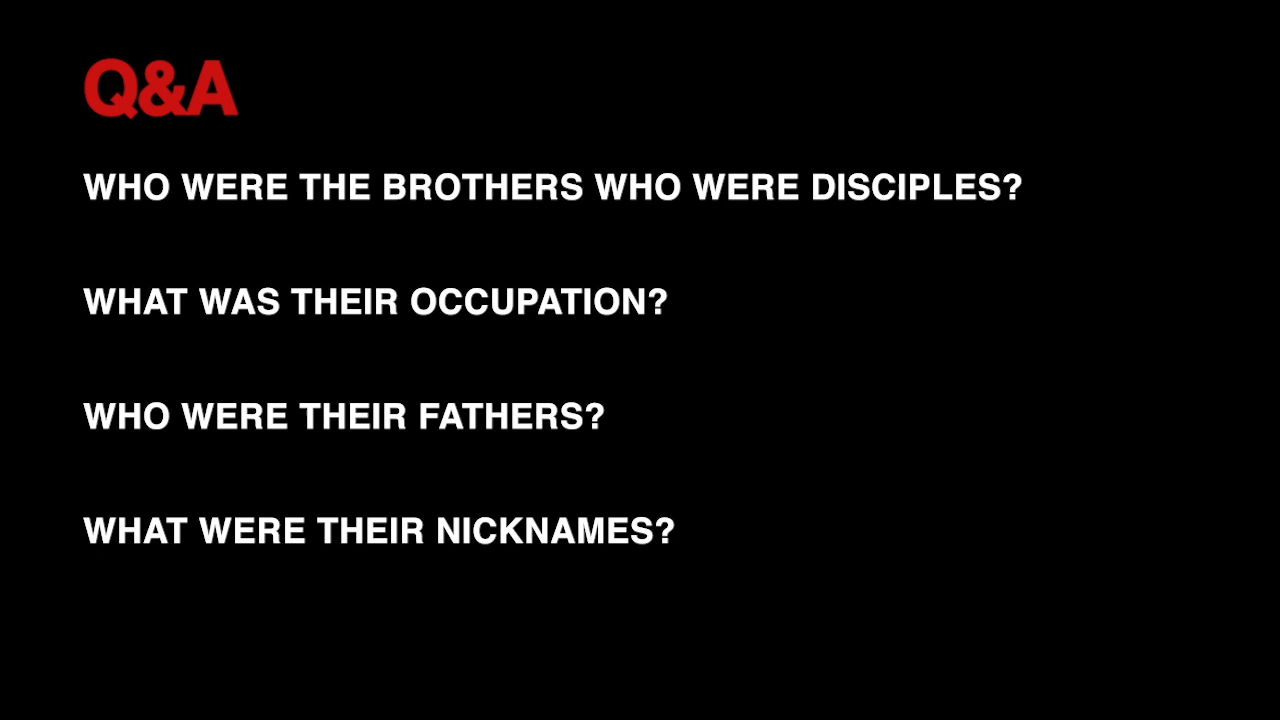 Q&A
WHO WERE THE BROTHERS WHO WERE DISCIPLES?
WHAT WAS THEIR OCCUPATION?
WHO WERE THEIR FATHERS?
WHAT WERE THEIR NICKNAMES?